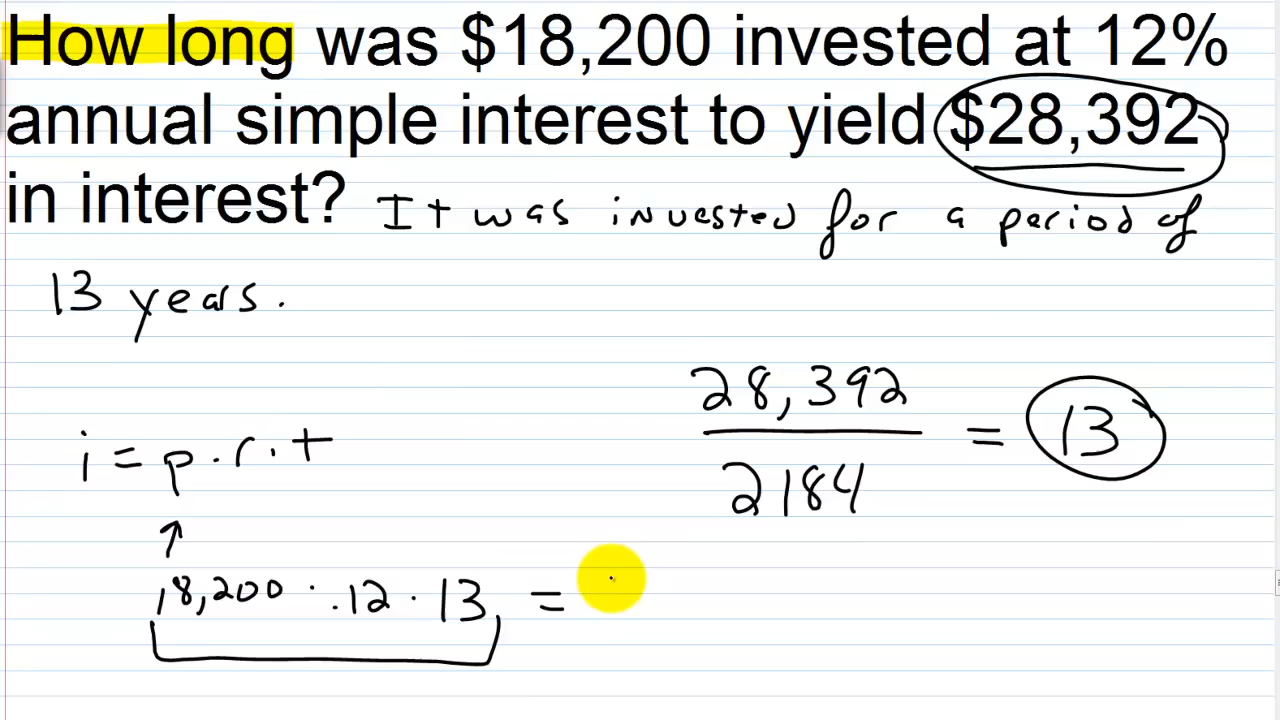 How long was $18,200 invested at 12%
annual simple interest to yield $28,392
in interest? It was invested for a period of
13 years.
28,392
i = p . r . t
= 13
2184
18,200 · .12 · 13 =